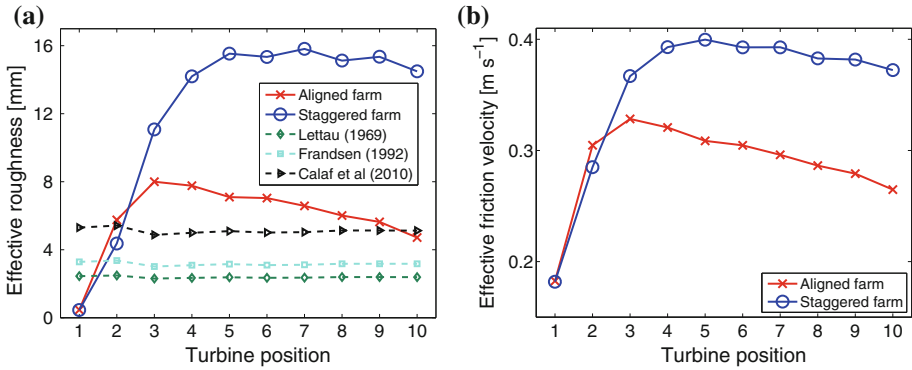 (a)
Effective roughness [mm]
16
12
8
4
0
Aligned farm
Staggered farm
Lettau (1969)
Frandsen (1992)
Calaf et al (2010)
1 2 3 4 5 6 7 8 9 10
Turbine position
(b)
Effective friction velocity [m s⁻¹]
0.4
0.3
0.2
Aligned farm
Staggered farm
1 2 3 4 5 6 7 8 9 10
Turbine position